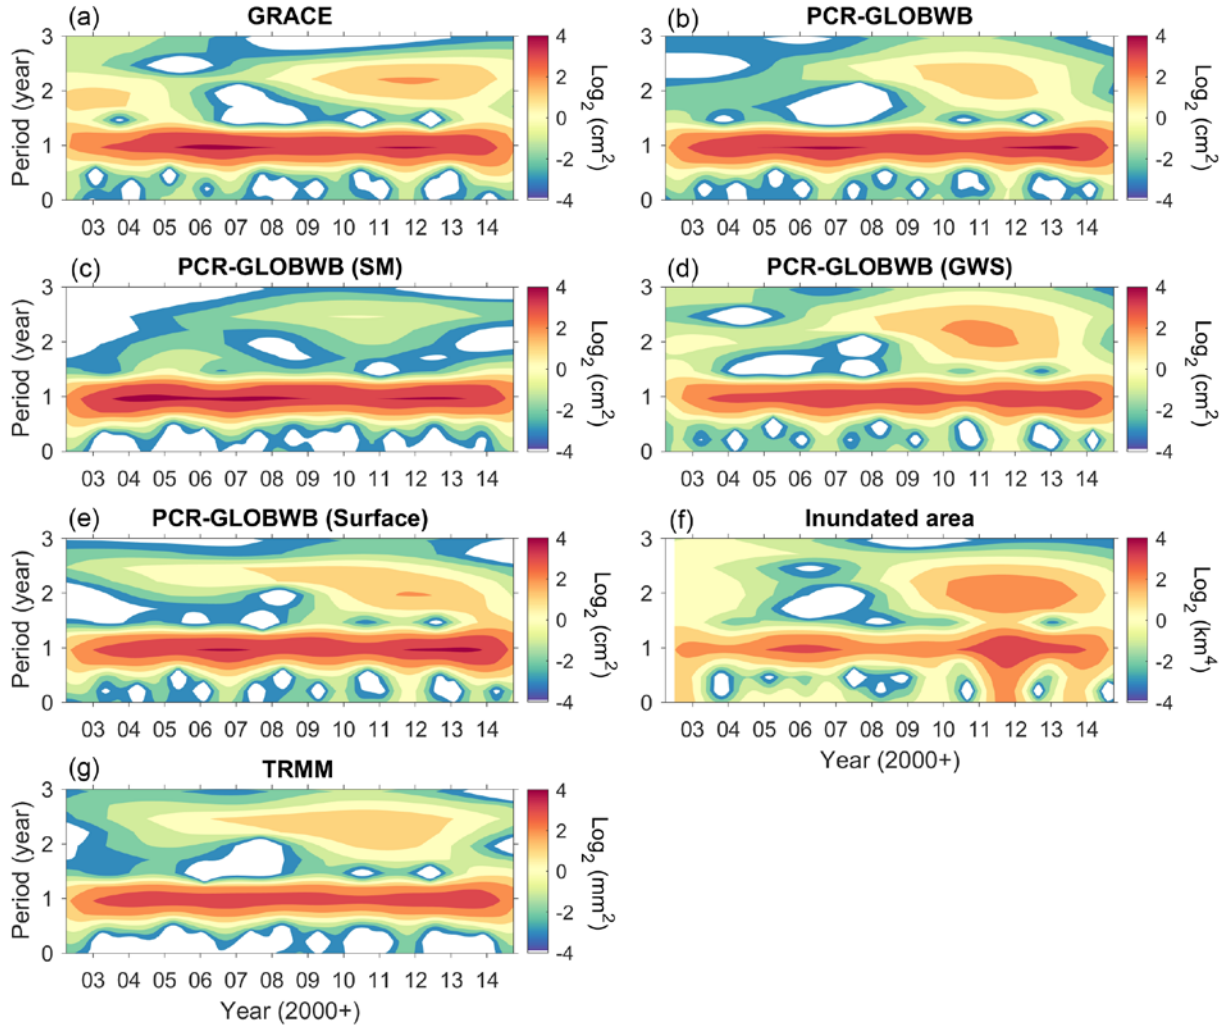 (a) GRACE
Period (year)
3
2
1
0
03 04 05 06 07 08 09 10 11 12 13 14
4
2
0
-2
-4
Log2 (cm2)
(b) PCR-GLOBWB
3
2
1
0
03 04 05 06 07 08 09 10 11 12 13 14
4
2
0
-2
-4
Log2 (cm2)
(c) PCR-GLOBWB (SM)
Period (year)
3
2
1
0
03 04 05 06 07 08 09 10 11 12 13 14
4
2
0
-2
-4
Log2 (cm2)
(d) PCR-GLOBWB (GWS)
3
2
1
0
03 04 05 06 07 08 09 10 11 12 13 14
4
2
0
-2
-4
Log2 (cm2)
(e) PCR-GLOBWB (Surface)
Period (year)
3
2
1
0
03 04 05 06 07 08 09 10 11 12 13 14
4
2
0
-2
-4
Log2 (cm2)
(f) Inundated area
3
2
1
0
03 04 05 06 07 08 09 10 11 12 13 14
Year (2000+)
4
2
0
-2
-4
Log2 (km4)
(g) TRMM
Period (year)
3
2
1
0
03 04 05 06 07 08 09 10 11 12 13 14
Year (2000+)
4
2
0
-2
-4
Log2 (mm2)